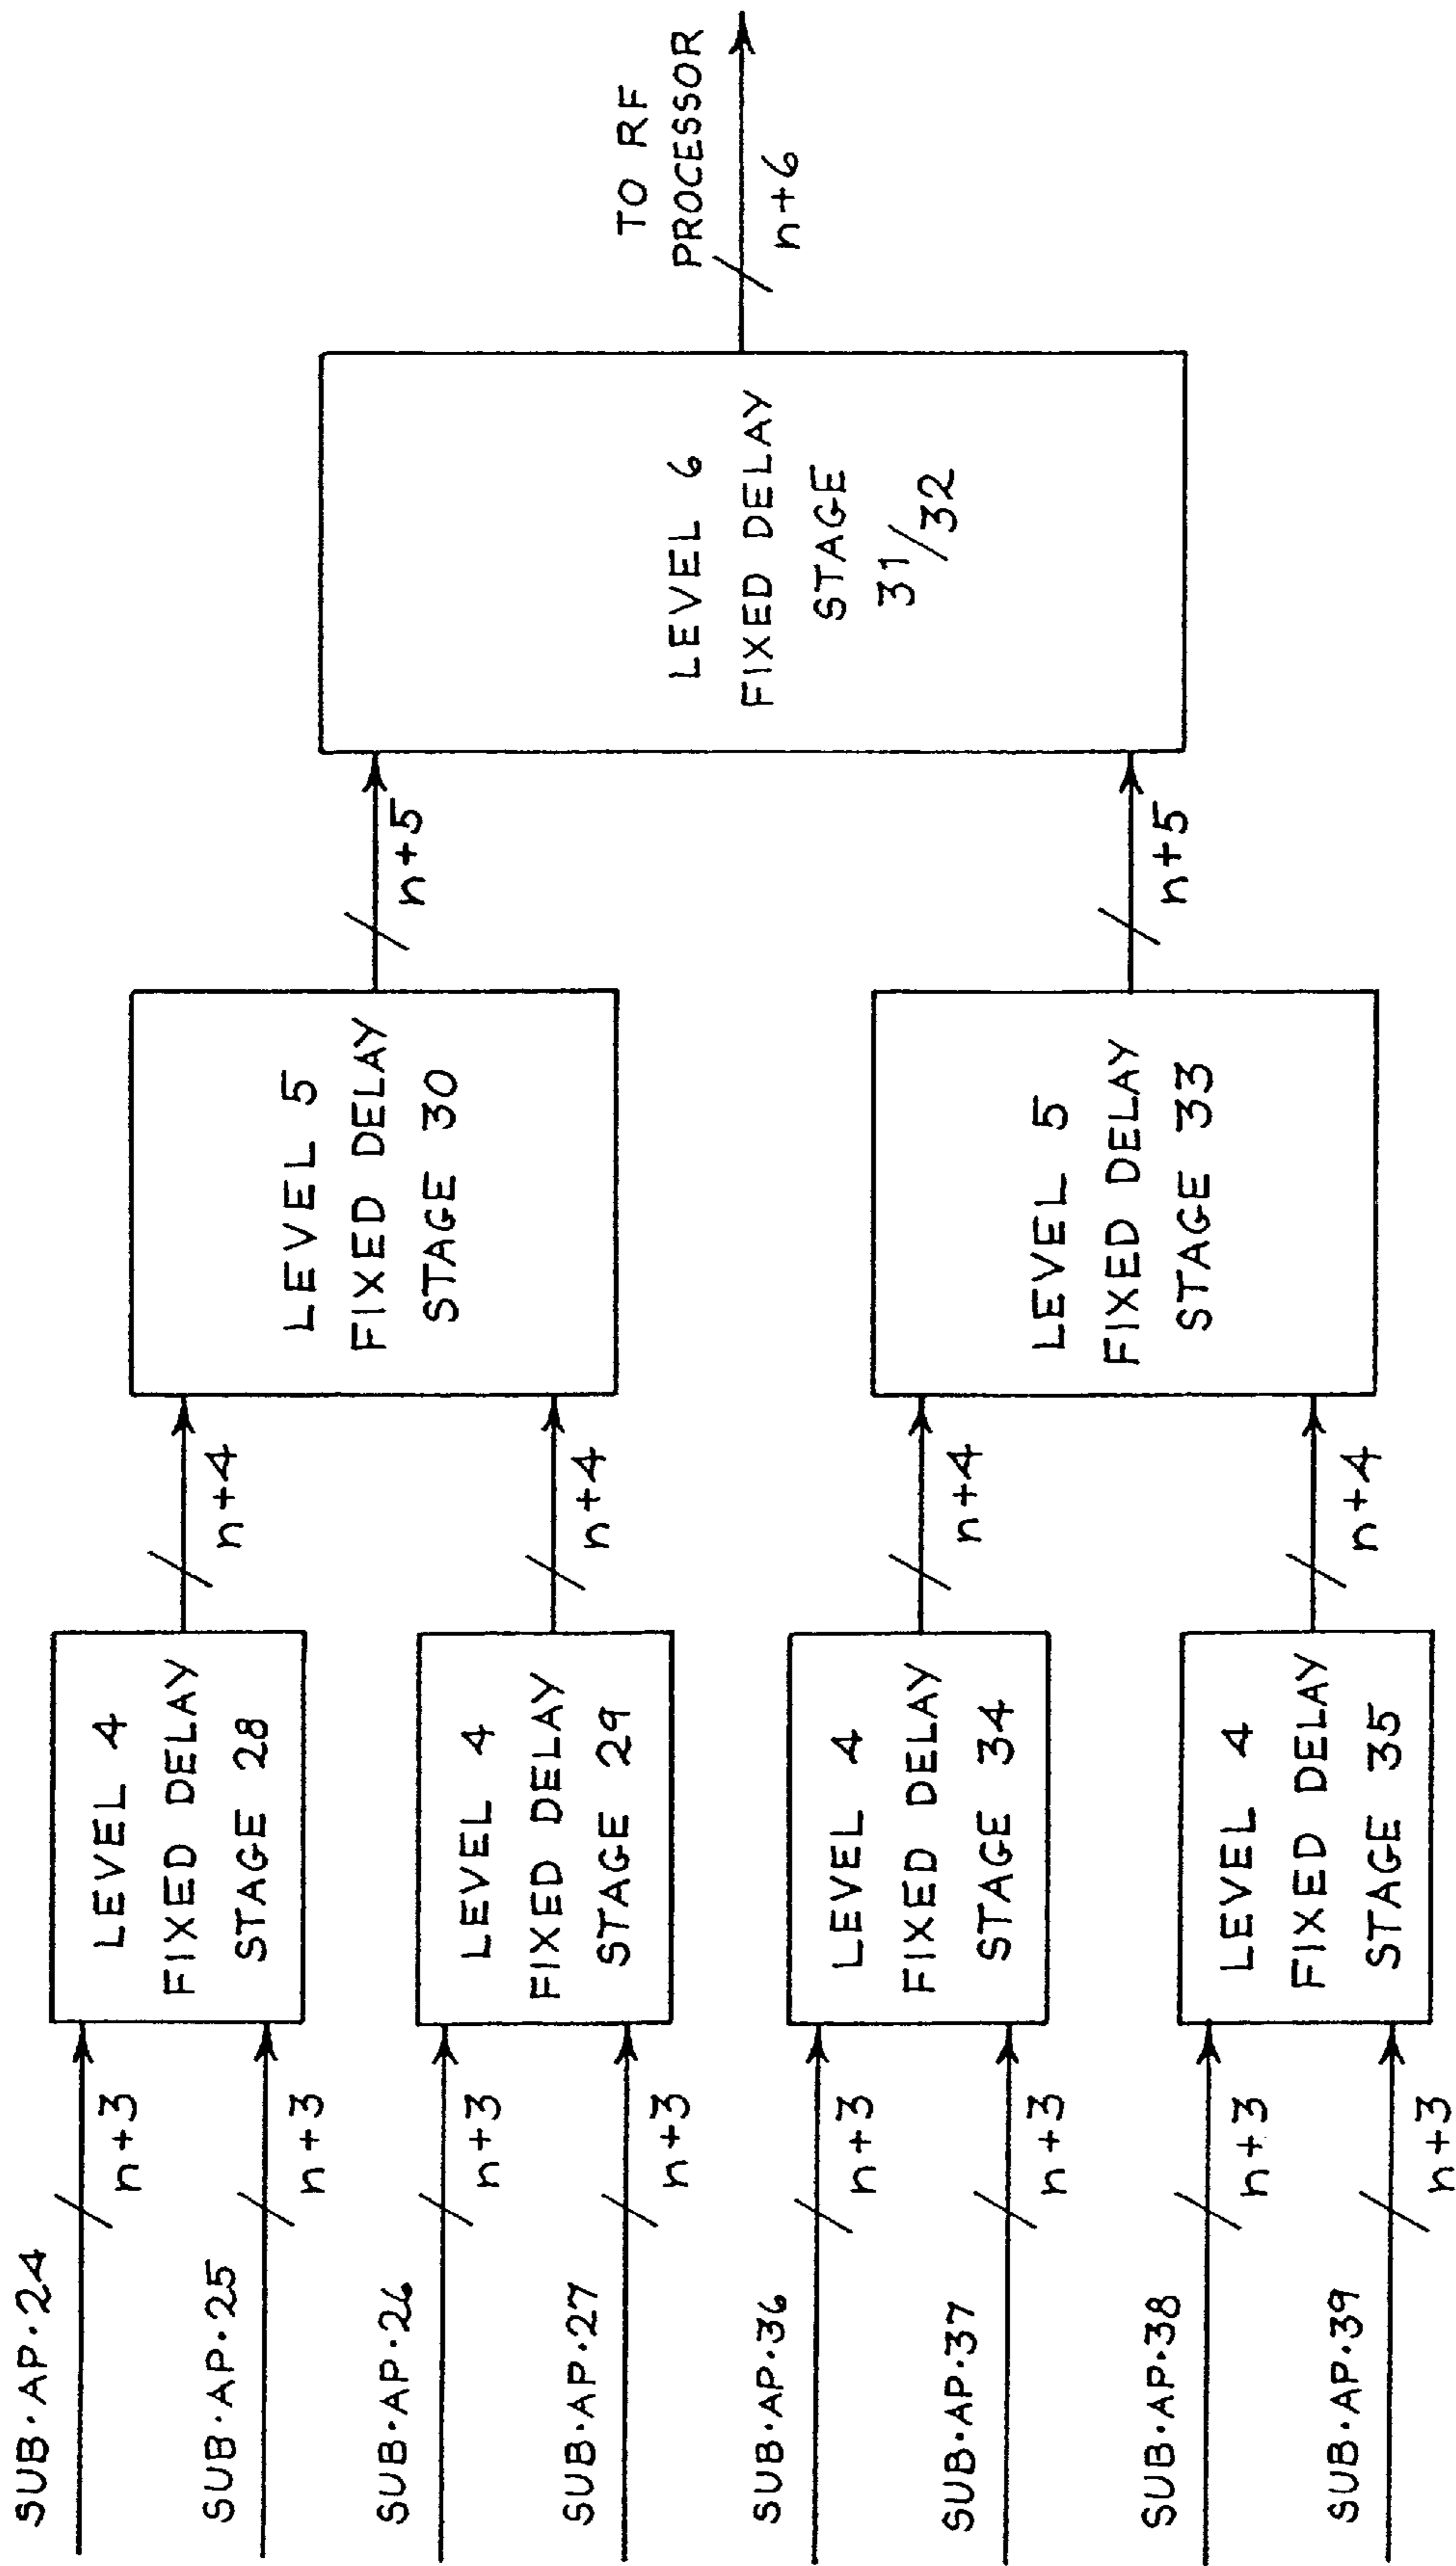 SUB·AP·24
n+3
SUB·AP·25
n+3
SUB·AP·26
n+3
SUB·AP·27
n+3
SUB·AP·36
n+3
SUB·AP·37
n+3
SUB·AP·38
n+3
SUB·AP·39
n+3
LEVEL 4
FIXED DELAY
STAGE 28
LEVEL 4
FIXED DELAY
STAGE 29
LEVEL 4
FIXED DELAY
STAGE 34
LEVEL 4
FIXED DELAY
STAGE 35
n+4
n+4
n+4
n+4
LEVEL 5
FIXED DELAY
STAGE 30
LEVEL 5
FIXED DELAY
STAGE 33
n+5
n+5
LEVEL 6
FIXED DELAY
STAGE
31/32
TO RF
PROCESSOR
n+6